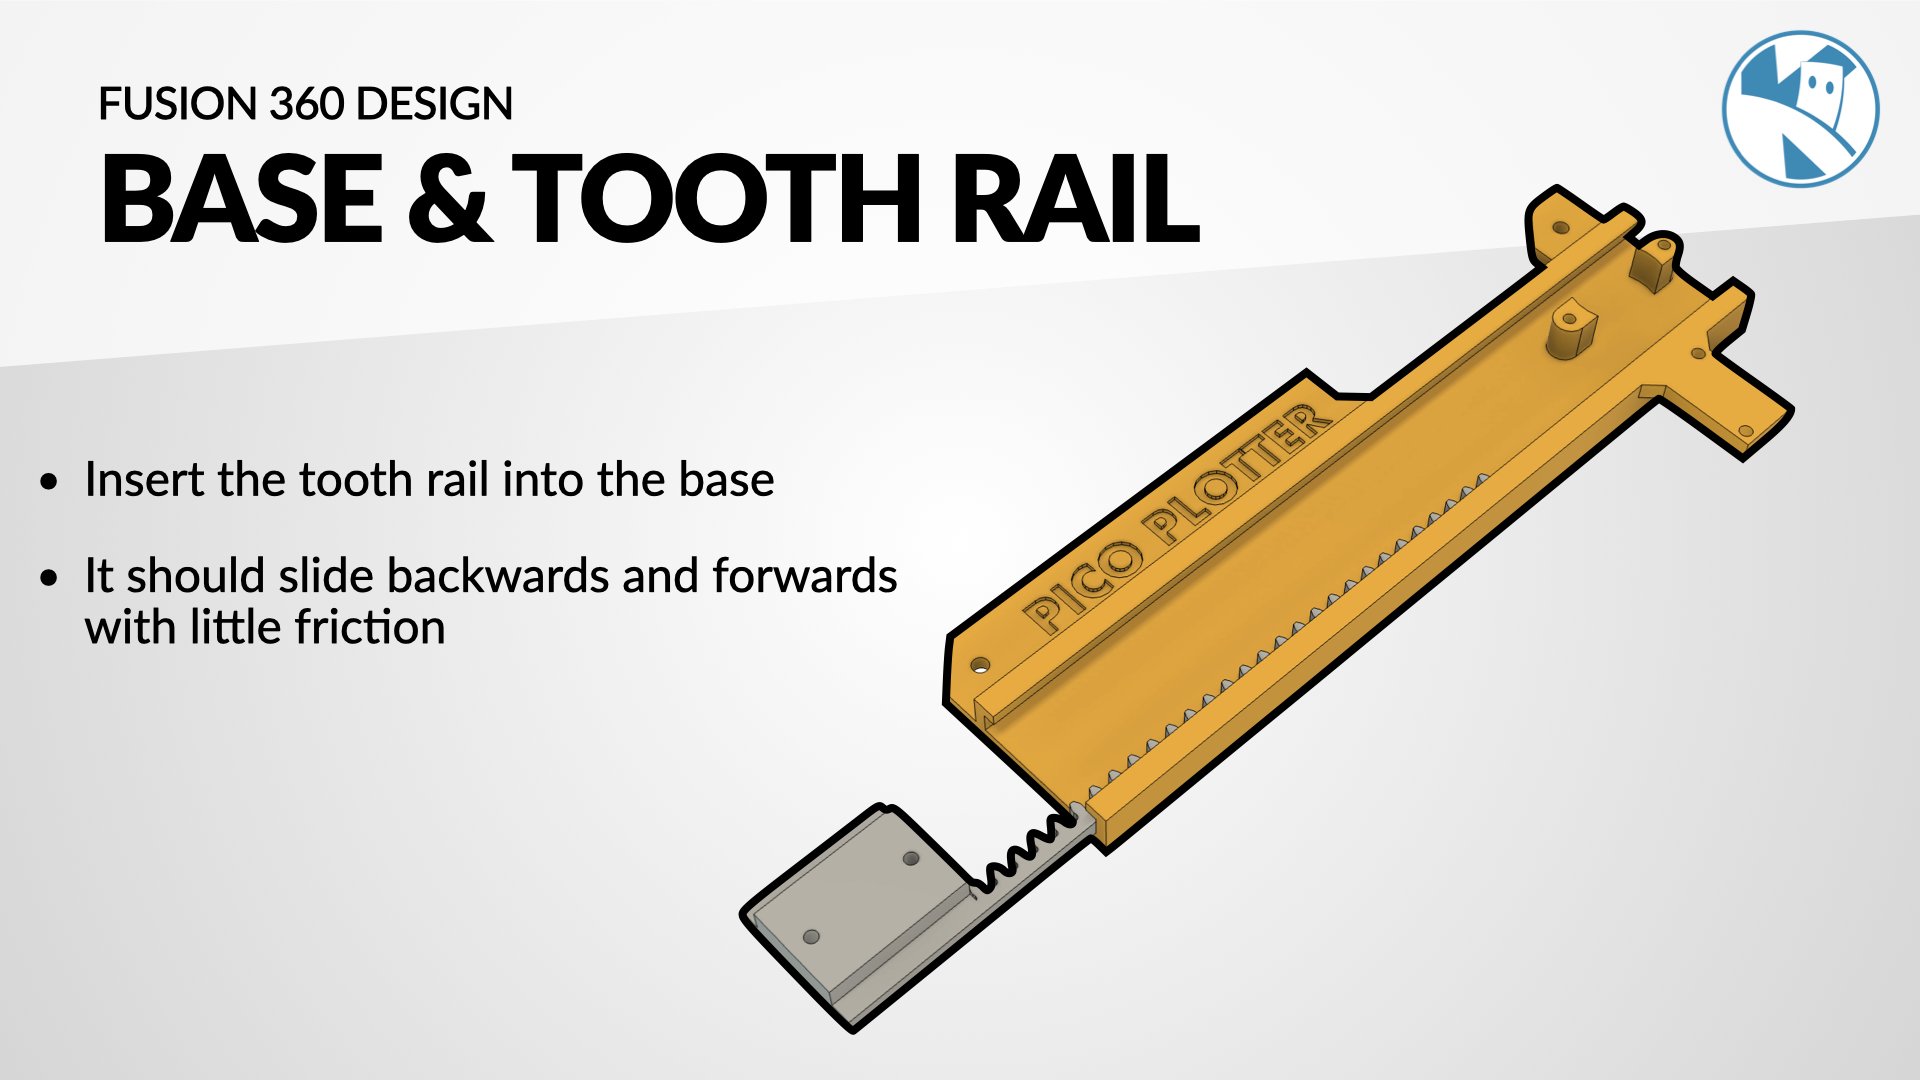 FUSION 360 DESIGN
BASE & TOOTH RAIL
• Insert the tooth rail into the base
• It should slide backwards and forwards
with little friction
PICO PLOTTER